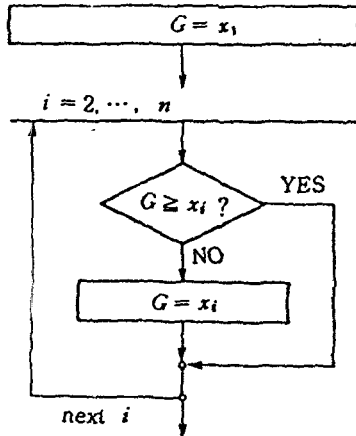 G = x₁
i = 2, ⋯, n
G ≧ xᵢ ?
YES
NO
G = xᵢ
next i